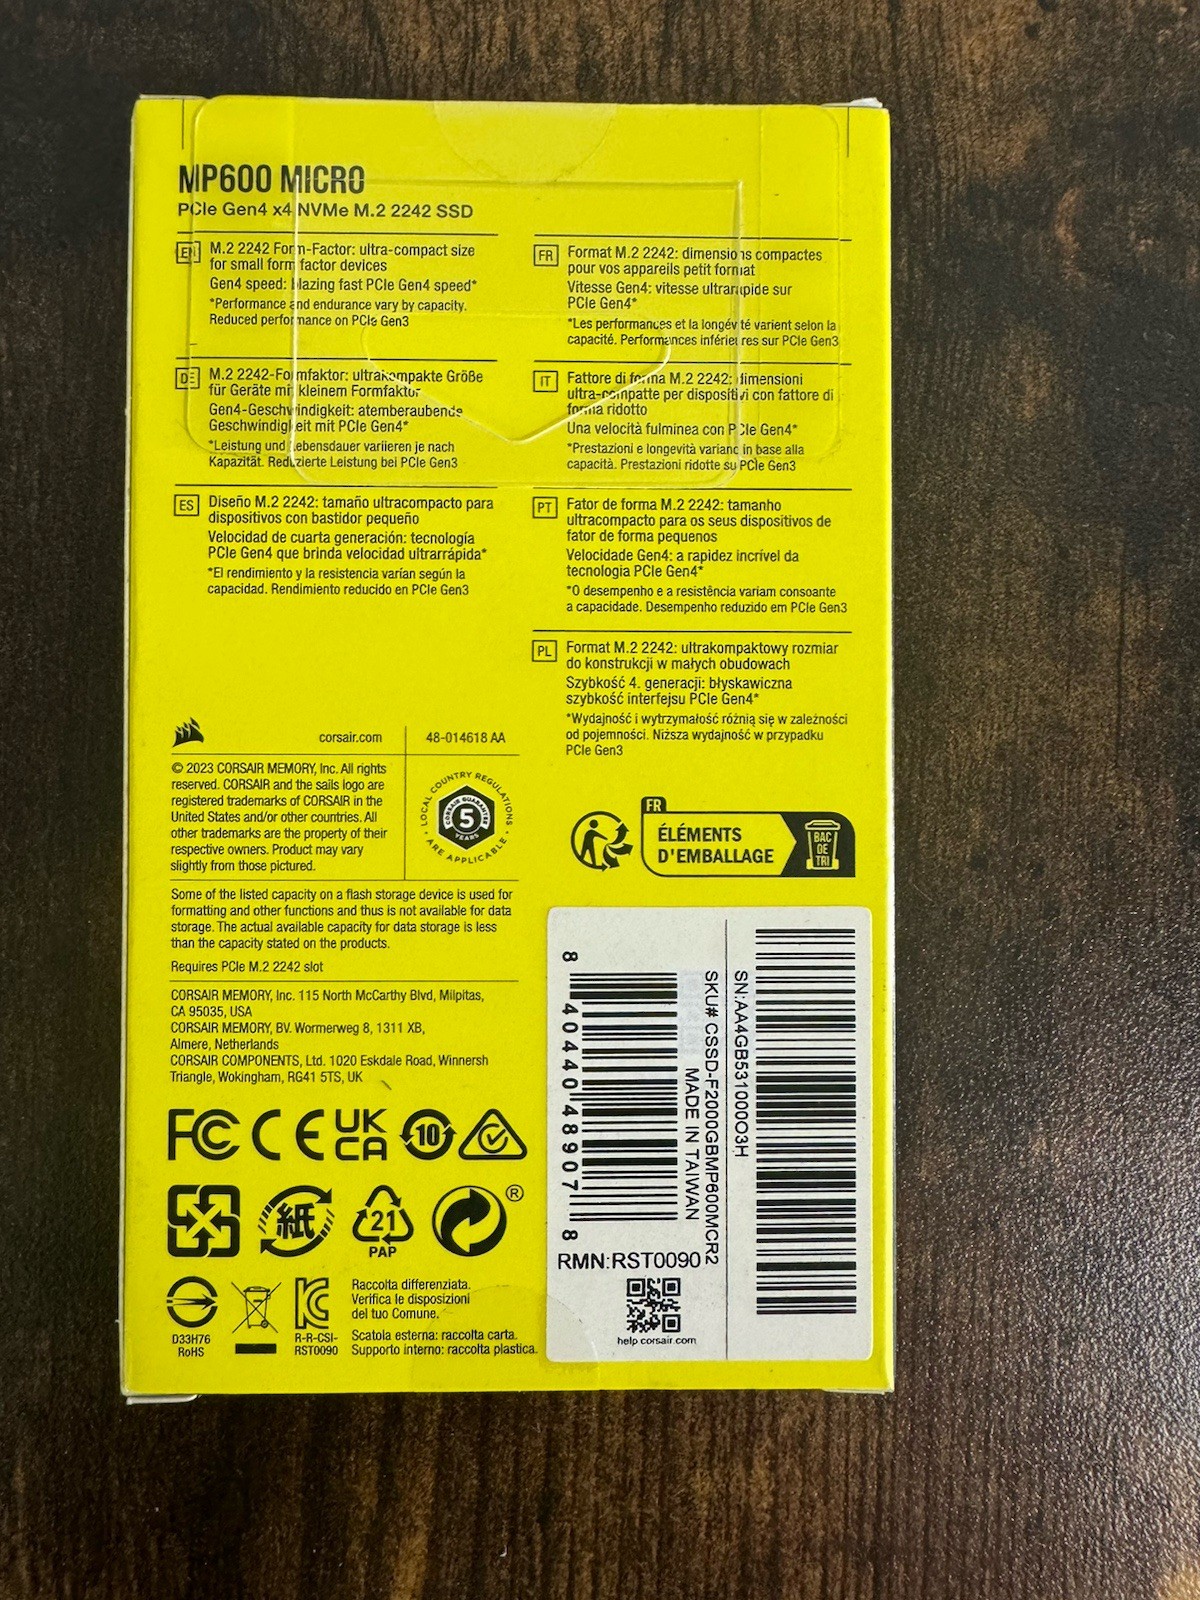 MP600 MICRO
PCIe Gen4 x4 NVMe M.2 2242 SSD
EN
M.2 2242 Form-Factor: ultra-compact size
for small form factor devices
Gen4 speed: blazing fast PCIe Gen4 speed*
*Performance and endurance vary by capacity.
Reduced performance on PCIe Gen3
FR
Format M.2 2242: dimensions compactes
pour vos appareils petit format
Vitesse Gen4: vitesse ultrarapide sur
PCIe Gen4*
*Les performances et la longévité varient selon la
capacité. Performances inférieures sur PCIe Gen3
DE
M.2 2242-Formfaktor: ultrakompakte Größe
für Geräte mit kleinem Formfaktor
Gen4-Geschwindigkeit: atemberaubende
Geschwindigkeit mit PCIe Gen4*
*Leistung und Lebensdauer variieren je nach
Kapazität. Reduzierte Leistung bei PCIe Gen3
IT
Fattore di forma M.2 2242: dimensioni
ultra-compatte per dispositivi con fattore di
forma ridotto
Una velocità fulminea con PCIe Gen4*
*Prestazioni e longevità variano in base alla
capacità. Prestazioni ridotte su PCIe Gen3
ES
Diseño M.2 2242: tamaño ultracompacto para
dispositivos con bastidor pequeño
Velocidad de cuarta generación: tecnología
PCIe Gen4 que brinda velocidad ultrarrápida*
*El rendimiento y la resistencia varían según la
capacidad. Rendimiento reducido en PCIe Gen3
PT
Fator de forma M.2 2242: tamanho
ultracompacto para os seus dispositivos de
fator de forma pequenos
Velocidade Gen4: a rapidez incrível da
tecnologia PCIe Gen4*
*O desempenho e a resistência variam consoante
a capacidade. Desempenho reduzido em PCIe Gen3
PL
Format M.2 2242: ultrakompaktowy rozmiar
do konstrukcji w małych obudowach
Szybkość 4. generacji: błyskawiczna
szybkość interfejsu PCIe Gen4*
*Wydajność i wytrzymałość różnią się w zależności
od pojemności. Niższa wydajność w przypadku
PCIe Gen3
corsair.com
48-014618 AA
© 2023 CORSAIR MEMORY, Inc. All rights
reserved. CORSAIR and the sails logo are
registered trademarks of CORSAIR in the
United States and/or other countries. All
other trademarks are the property of their
respective owners. Product may vary
slightly from those pictured.
LOCAL COUNTRY REGULATIONS
• ARE APPLICABLE •
CORSAIR GUARANTEE
5
YEARS
FR
ÉLÉMENTS
D'EMBALLAGE
BAC
DE
TRI
Some of the listed capacity on a flash storage device is used for
formatting and other functions and thus is not available for data
storage. The actual available capacity for data storage is less
than the capacity stated on the products.
Requires PCIe M.2 2242 slot
CORSAIR MEMORY, Inc. 115 North McCarthy Blvd, Milpitas,
CA 95035, USA
CORSAIR MEMORY, BV. Wormerweg 8, 1311 XB,
Almere, Netherlands
CORSAIR COMPONENTS, Ltd. 1020 Eskdale Road, Winnersh
Triangle, Wokingham, RG41 5TS, UK
FC CE UK
CA
10
紙
21
PAP
®
D33H76
RoHS
R-R-CSI-
RST0090
Raccolta differenziata.
Verifica le disposizioni
del tuo Comune.
Scatola esterna: raccolta carta.
Supporto interno: raccolta plastica.
SN:AA4GB53100003H
SKU# CSSD-F2000GBMP600MCR2
MADE IN TAIWAN
8 40440 48907 8
RMN:RST0090
help.corsair.com